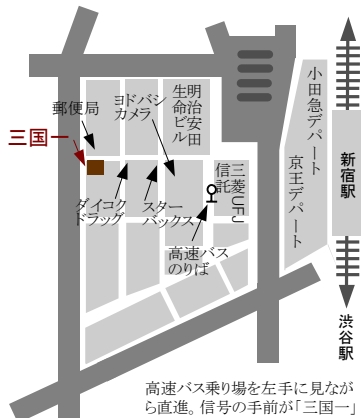 小田急デパート
京王デパート
新宿駅
渋谷駅
明治安田
生命ビル
ヨドバシ
カメラ
郵便局
三国一
ダイコク
ドラッグ
スター
バックス
三菱UFJ
信託
高速バス
のりば
高速バス乗り場を左手に見なが
ら直進。信号の手前が「三国一」